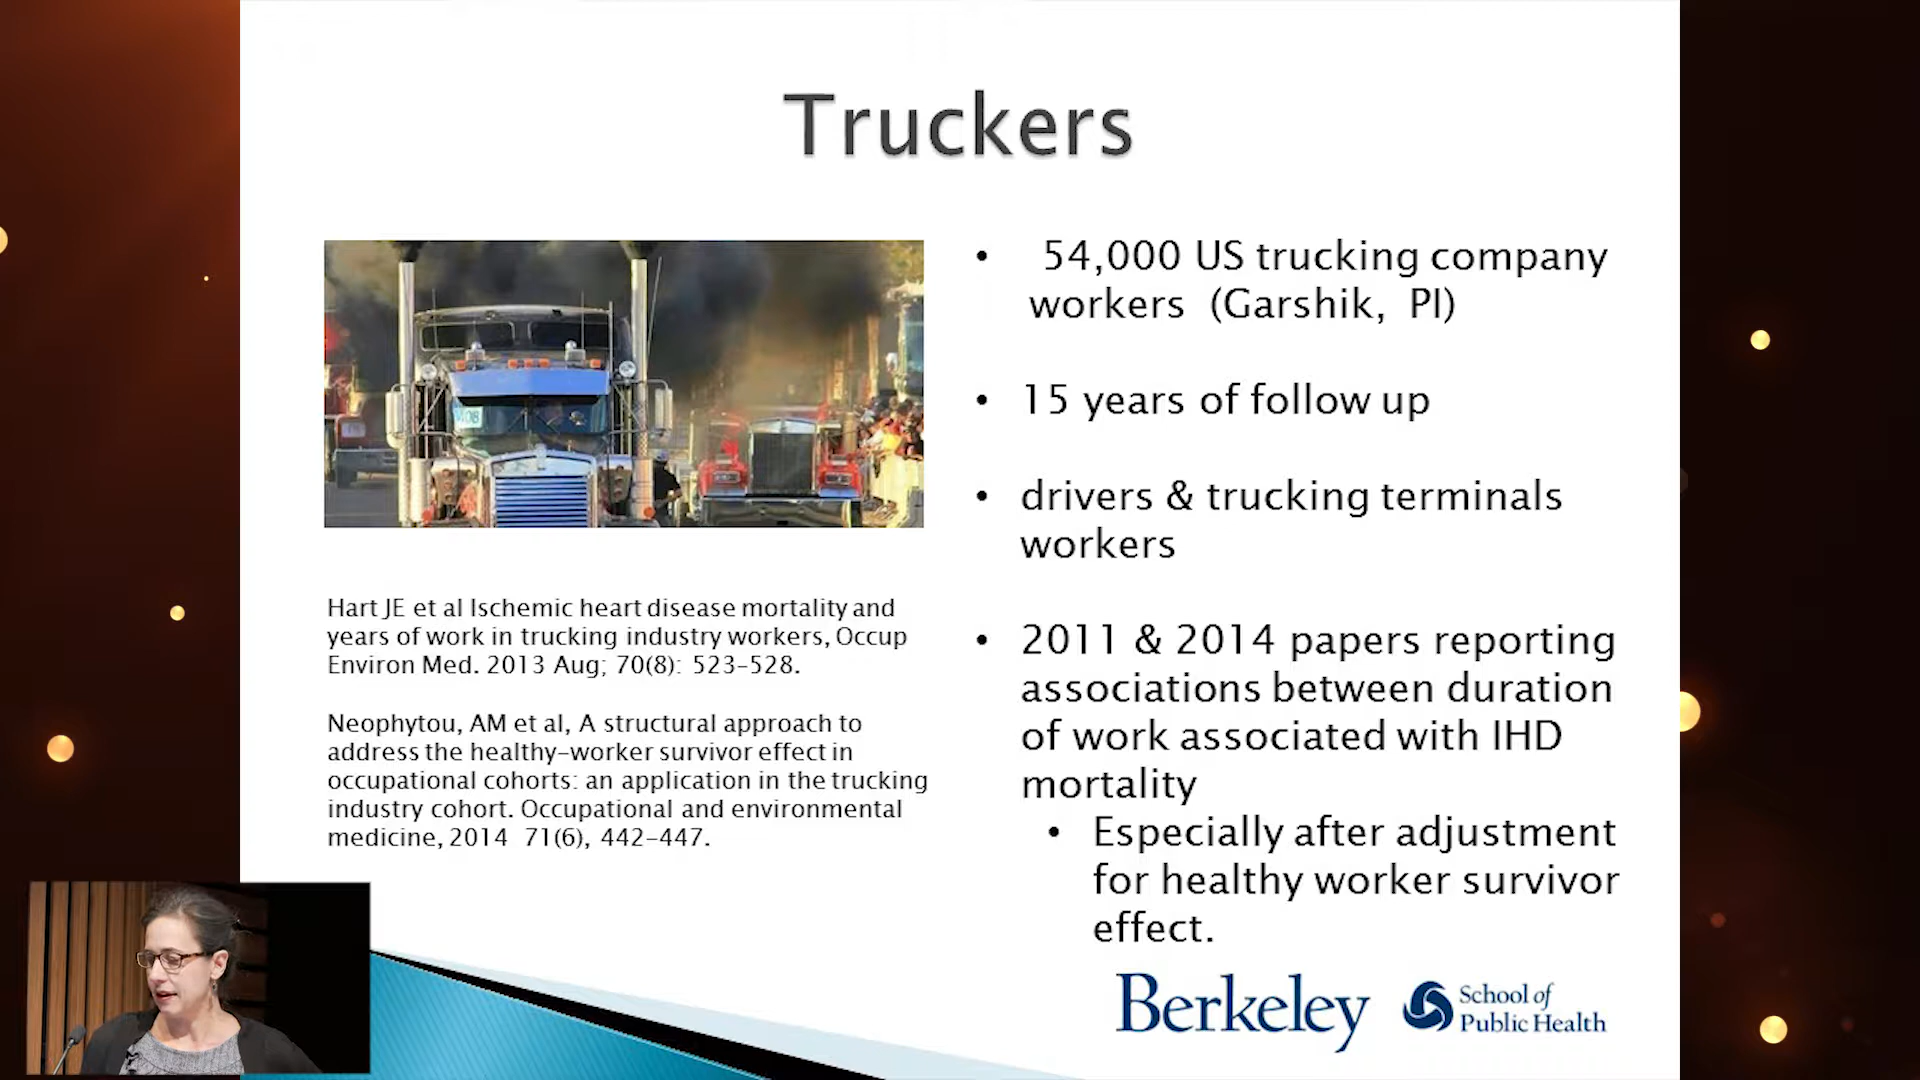 Truckers
• 54,000 US trucking company
workers (Garshik, PI)
• 15 years of follow up
• drivers & trucking terminals
workers
• 2011 & 2014 papers reporting
associations between duration
of work associated with IHD
mortality
• Especially after adjustment
for healthy worker survivor
effect.
Hart JE et al Ischemic heart disease mortality and
years of work in trucking industry workers, Occup
Environ Med. 2013 Aug; 70(8): 523-528.
Neophytou, AM et al, A structural approach to
address the healthy-worker survivor effect in
occupational cohorts: an application in the trucking
industry cohort. Occupational and environmental
medicine, 2014 71(6), 442-447.
Berkeley
School of
Public Health